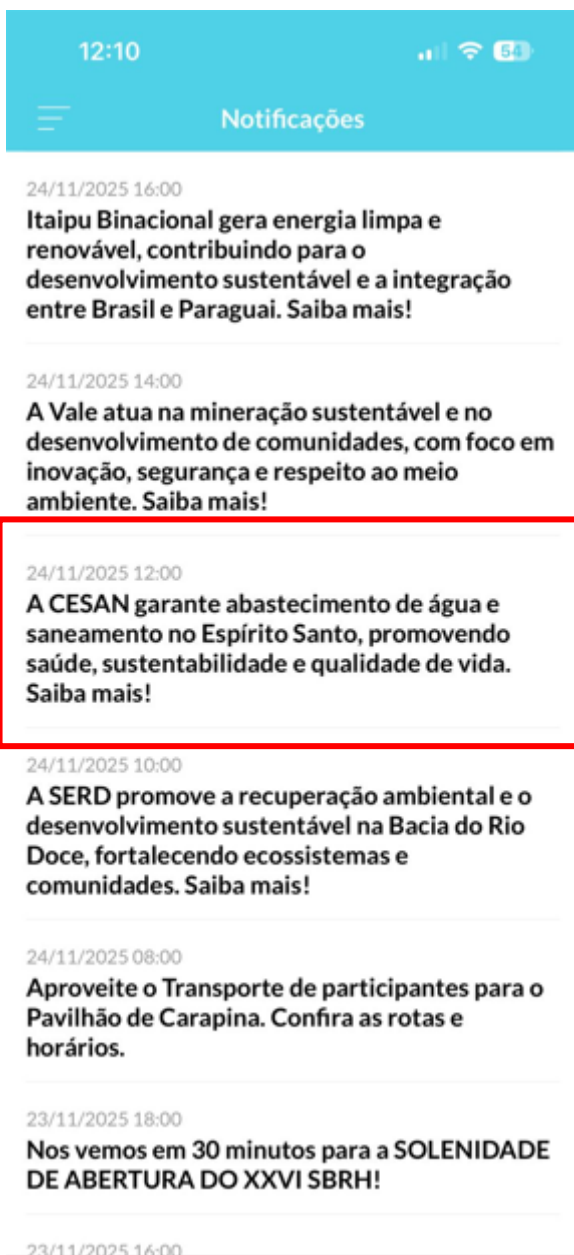 12:10
54
Notificações
24/11/2025 16:00
Itaipu Binacional gera energia limpa e
renovável, contribuindo para o
desenvolvimento sustentável e a integração
entre Brasil e Paraguai. Saiba mais!
24/11/2025 14:00
A Vale atua na mineração sustentável e no
desenvolvimento de comunidades, com foco em
inovação, segurança e respeito ao meio
ambiente. Saiba mais!
24/11/2025 12:00
A CESAN garante abastecimento de água e
saneamento no Espírito Santo, promovendo
saúde, sustentabilidade e qualidade de vida.
Saiba mais!
24/11/2025 10:00
A SERD promove a recuperação ambiental e o
desenvolvimento sustentável na Bacia do Rio
Doce, fortalecendo ecossistemas e
comunidades. Saiba mais!
24/11/2025 08:00
Aproveite o Transporte de participantes para o
Pavilhão de Carapina. Confira as rotas e
horários.
23/11/2025 18:00
Nos vemos em 30 minutos para a SOLENIDADE
DE ABERTURA DO XXVI SBRH!
23/11/2025 16:00